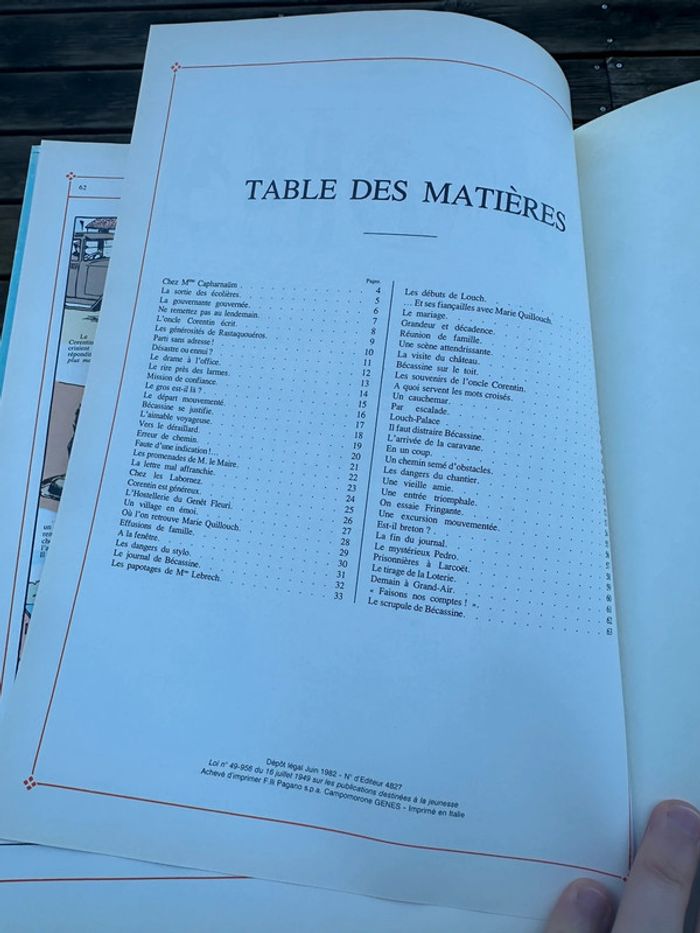 62
Le
Corentin
criaient
répondit
plus mo
un
TABLE DES MATIÈRES
Pages.
Chez Mme Capharnaüm . 4
La sortie des écolières. 5
La gouvernante gouvernée. 6
Ne remettez pas au lendemain. 7
L'oncle Corentin écrit. 8
Les générosités de Rastaquouéros. 9
Parti sans adresse! 10
Désastre ou ennui? 11
Le drame à l'office. 12
Le rire près des larmes. 13
Mission de confiance. 14
Le gros est-il là ? 15
Le départ mouvementé. 16
Bécassine se justifie. 17
L'aimable voyageuse. 18
Vers le déraillard. 19
Erreur de chemin. 20
Faute d'une indication!... 21
Les promenades de M. le Maire. 22
La lettre mal affranchie. 23
Chez les Labornez. 24
Corentin est généreux. 25
L'Hostellerie du Genêt Fleuri. 26
Un village en émoi. 27
Où l'on retrouve Marie Quillouch. 28
Effusions de famille. 29
A la fenêtre. 30
Les dangers du stylo. 31
Le journal de Bécassine. 32
Les papotages de Mme Lebrech. 33
Les débuts de Louch.
... Et ses fiançailles avec Marie Quillouch.
Le mariage.
Grandeur et décadence.
Réunion de famille.
Une scène attendrissante.
La visite du château.
Bécassine sur le toit.
Les souvenirs de l'oncle Corentin.
A quoi servent les mots croisés.
Un cauchemar.
Par escalade.
Louch-Palace .
Il faut distraire Bécassine.
L'arrivée de la caravane.
En un coup.
Un chemin semé d'obstacles.
Les dangers du chantier.
Une vieille amie.
Une entrée triomphale.
On essaie Fringante.
Une excursion mouvementée.
Est-il breton ?
La fin du journal.
Le mystérieux Pedro.
Prisonnières à Larcoët.
Le tirage de la Loterie.
Demain à Grand-Air.
« Faisons nos comptes ! ». 62
Le scrupule de Bécassine. 63
Dépôt légal Juin 1982 - N° d'Editeur 4827
Loi n° 49-956 du 16 juillet 1949 sur les publications destinées à la jeunesse
Achevé d'imprimer F.lli Pagano s.p.a. Campomorone GENES - Imprimé en Italie